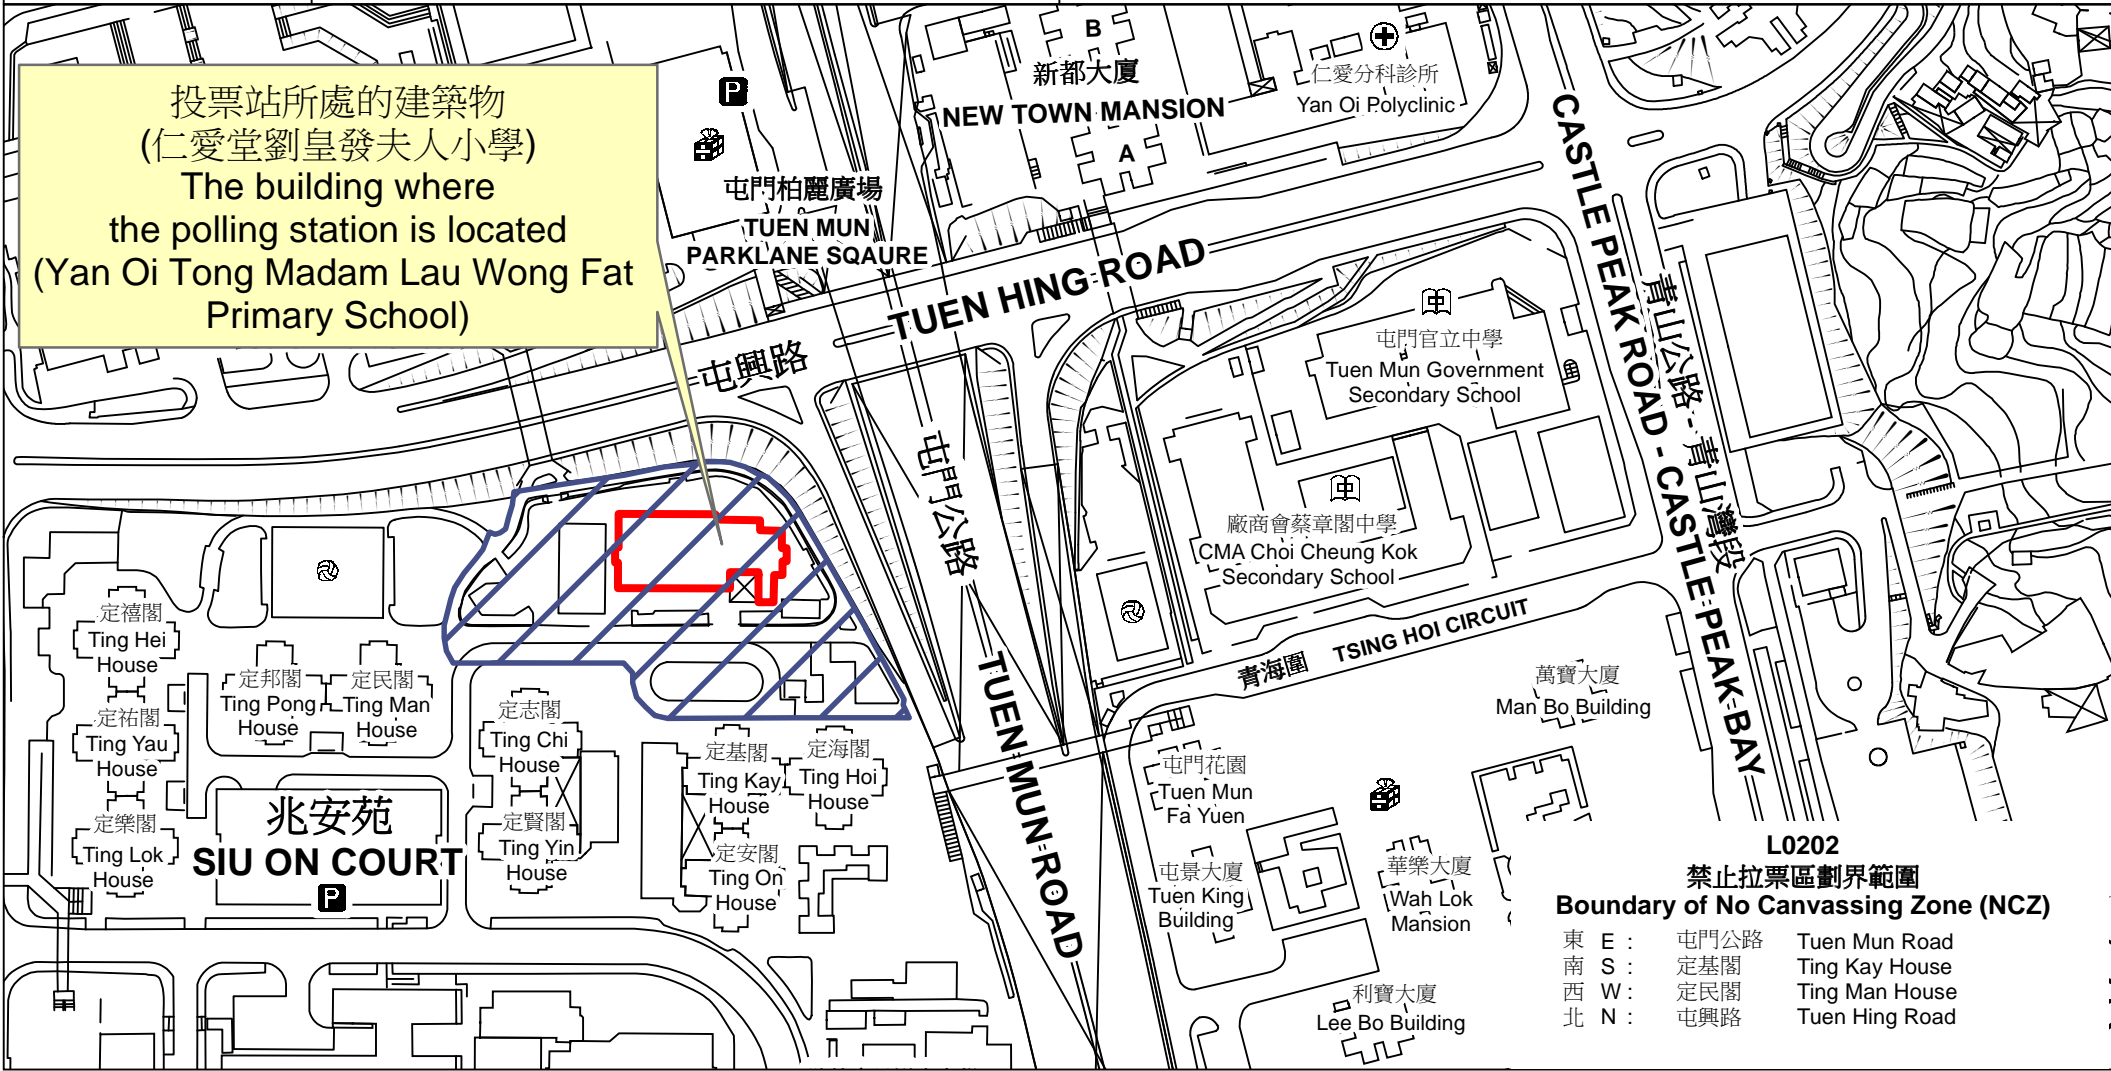 投票站所處的建築物
(仁愛堂劉皇發夫人小學)
The building where
the polling station is located
(Yan Oi Tong Madam Lau Wong Fat
Primary School)
P
B
新都大廈
NEW TOWN MANSION
A
仁愛分科診所
Yan Oi Polyclinic
屯門柏麗廣場
TUEN MUN
PARKLANE SQAURE
屯興路
TUEN HING ROAD
CASTLE PEAK ROAD - CASTLE PEAK BAY
青山公路 - 青山灣段
中
屯門官立中學
Tuen Mun Government
Secondary School
中
廠商會蔡章閣中學
CMA Choi Cheung Kok
Secondary School
屯門公路
TUEN MUN ROAD
青海圍
TSING HOI CIRCUIT
定禧閣
Ting Hei
House
定邦閣
Ting Pong
House
定民閣
Ting Man
House
定祐閣
Ting Yau
House
定志閣
Ting Chi
House
定基閣
Ting Kay
House
定海閣
Ting Hoi
House
定樂閣
Ting Lok
House
兆安苑
SIU ON COURT
P
定賢閣
Ting Yin
House
定安閣
Ting On
House
萬寶大廈
Man Bo Building
屯門花園
Tuen Mun
Fa Yuen
屯景大廈
Tuen King
Building
華樂大廈
Wah Lok
Mansion
利寶大廈
Lee Bo Building
L0202
禁止拉票區劃界範圍
Boundary of No Canvassing Zone (NCZ)
東 E : 屯門公路 Tuen Mun Road
南 S : 定基閣 Ting Kay House
西 W : 定民閣 Ting Man House
北 N : 屯興路 Tuen Hing Road